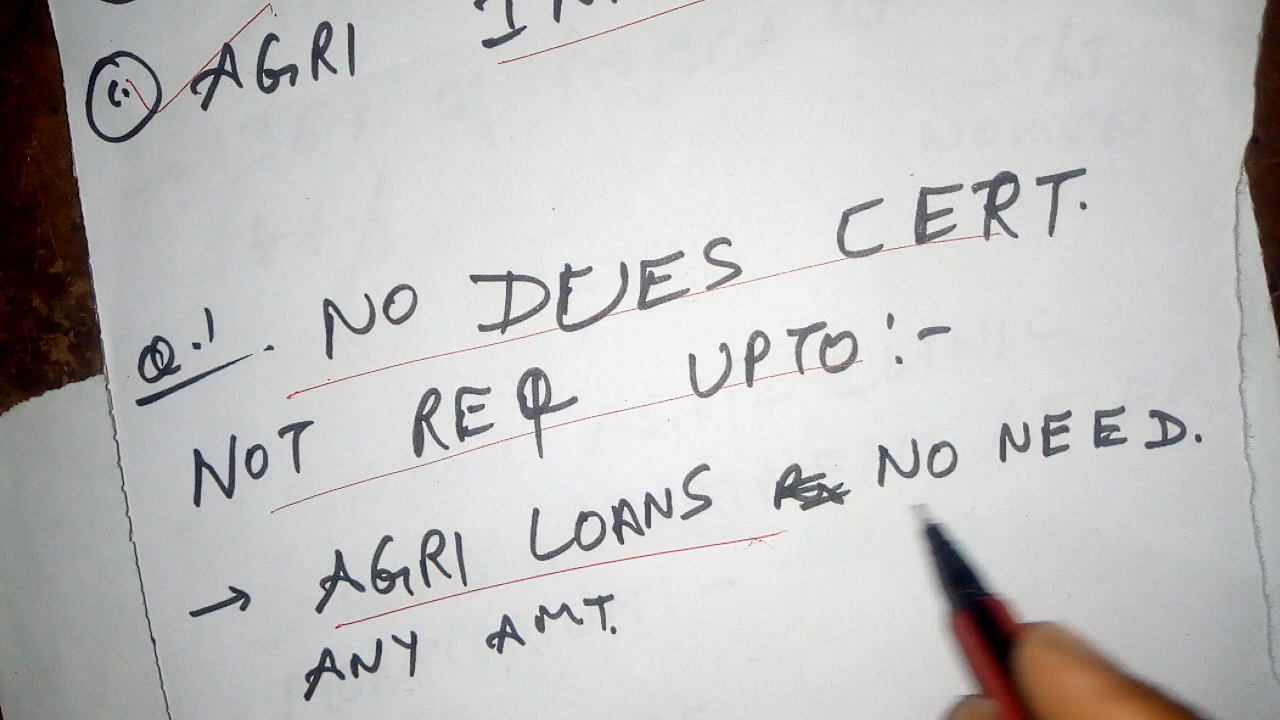 (i.) AGRI
Q.1. NO DUES CERT.
NOT REQ UPTO:-
→ AGRI LOANS NO NEED.
ANY AMT.